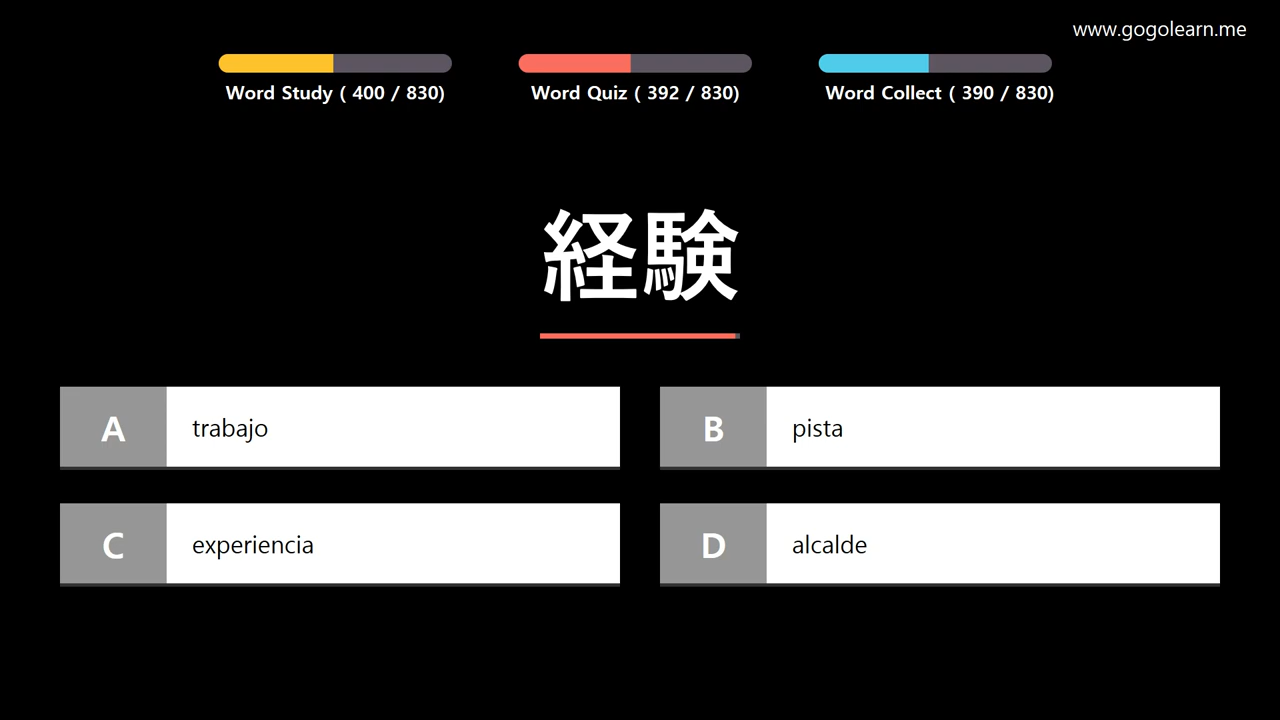 www.gogolearn.me
Word Study ( 400 / 830)
Word Quiz ( 392 / 830)
Word Collect ( 390 / 830)
経験
A trabajo
B pista
C experiencia
D alcalde